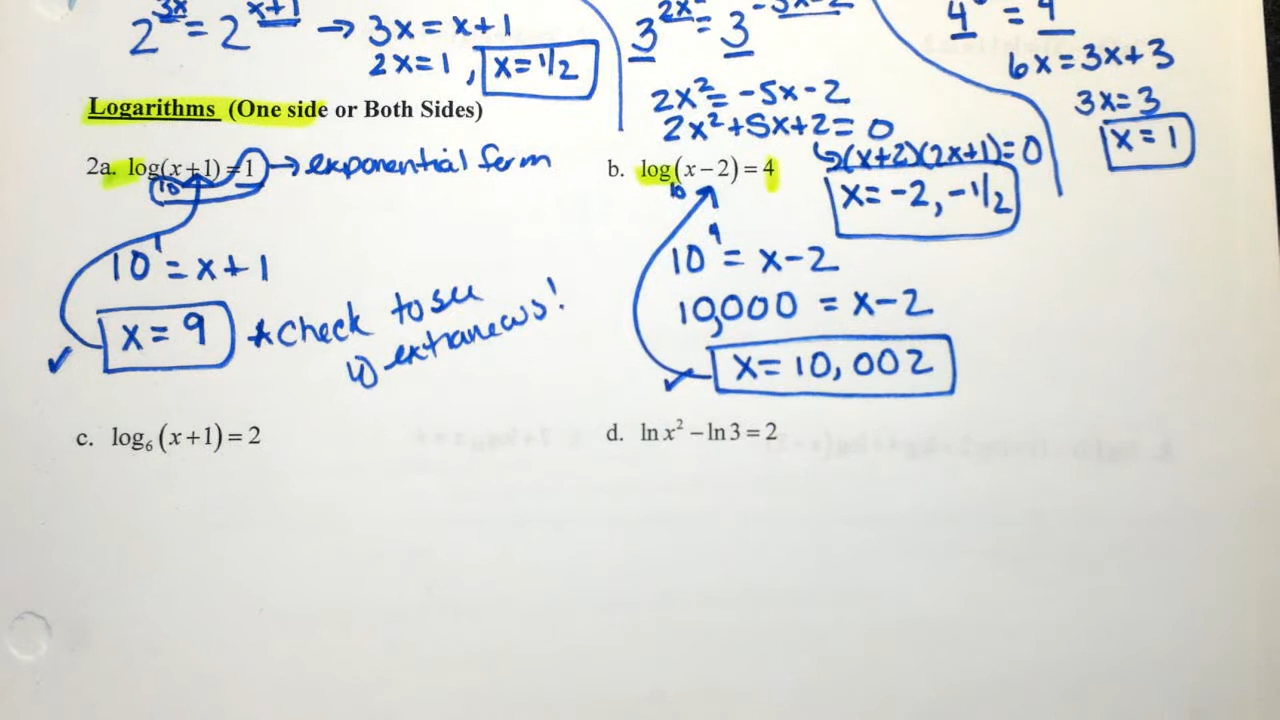 2^{3x} = 2^{x+1} → 3x = x+1
2x = 1, x = 1/2
3^{2x^2} = 3^{-5x-2}
2x² = -5x - 2
2x² + 5x + 2 = 0
(x+2)(2x+1) = 0
x = -2, -1/2
6x = 3x + 3
3x = 3
x = 1
Logarithms (One side or Both Sides)
2a. log(x+1) = 1 → exponential form
10
10¹ = x + 1
x = 9 *check to see
if extraneous!
b. log(x-2) = 4
10
10⁴ = x - 2
10,000 = x - 2
x = 10,002
c. log₆(x+1) = 2
d. ln x² - ln 3 = 2